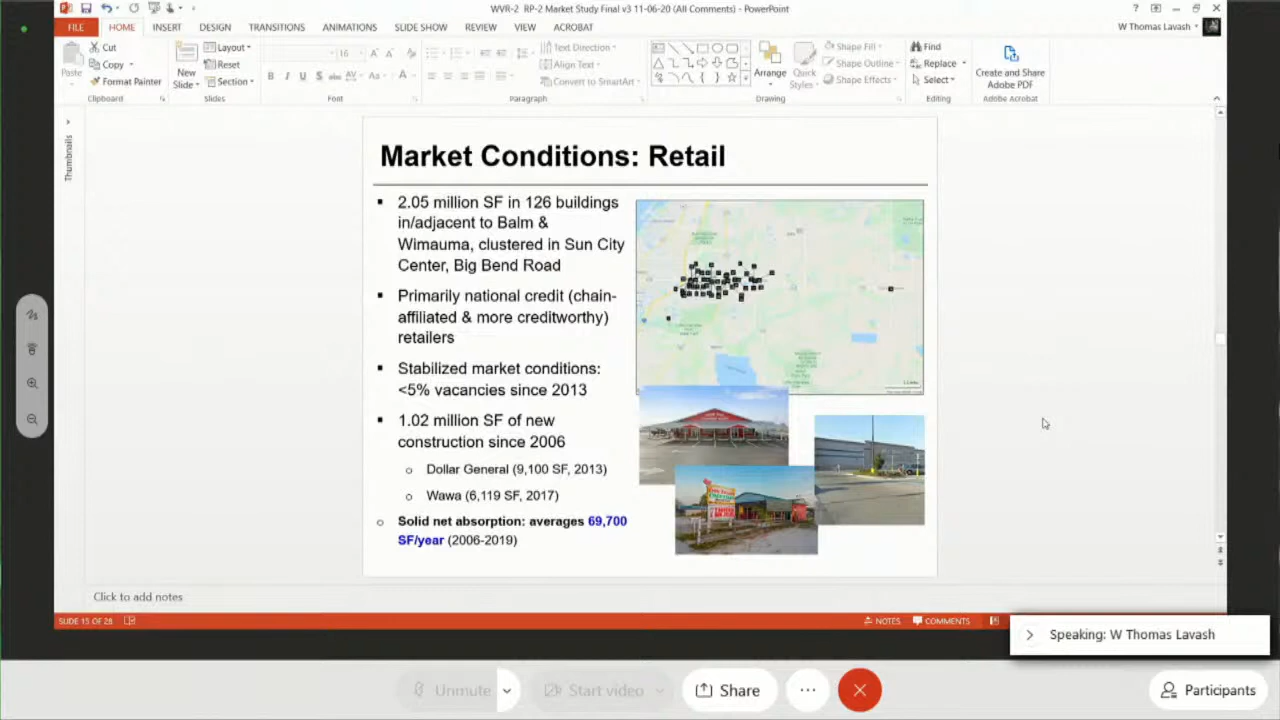 WVR-2 RP-2 Market Study Final v3 11-06-20 (All Comments) - PowerPoint
FILE HOME INSERT DESIGN TRANSITIONS ANIMATIONS SLIDE SHOW REVIEW VIEW ACROBAT
W Thomas Lavash
Paste
Cut
Copy
Format Painter
Clipboard
New Slide
Layout
Reset
Section
Slides
16
Font
Text Direction
Align Text
Convert to SmartArt
Paragraph
Arrange
Quick Styles
Shape Fill
Shape Outline
Shape Effects
Drawing
Find
Replace
Select
Editing
Create and Share
Adobe PDF
Adobe Acrobat
Thumbnails
Market Conditions: Retail
▪ 2.05 million SF in 126 buildings
in/adjacent to Balm &
Wimauma, clustered in Sun City
Center, Big Bend Road
▪ Primarily national credit (chain-
affiliated & more creditworthy)
retailers
▪ Stabilized market conditions:
<5% vacancies since 2013
▪ 1.02 million SF of new
construction since 2006
o Dollar General (9,100 SF, 2013)
o Wawa (6,119 SF, 2017)
o Solid net absorption: averages 69,700
SF/year (2006-2019)
Click to add notes
SLIDE 15 OF 28
NOTES
COMMENTS
Speaking: W Thomas Lavash
Unmute
Start video
Share
Participants